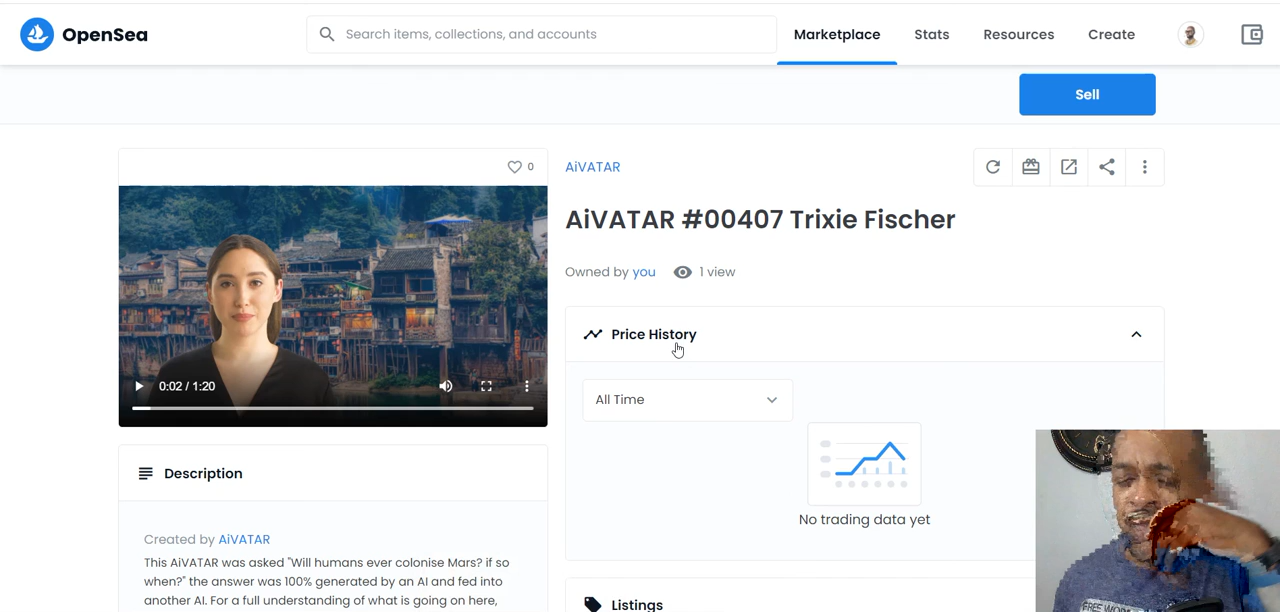 OpenSea
Search items, collections, and accounts
Marketplace
Stats
Resources
Create
Sell
0
AiVATAR
AiVATAR #00407 Trixie Fischer
Owned by you
1 view
Price History
All Time
No trading data yet
0:02 / 1:20
Description
Created by AiVATAR
This AiVATAR was asked "Will humans ever colonise Mars? if so
when?" the answer was 100% generated by an AI and fed into
another AI. For a full understanding of what is going on here,
Listings
FREE WORLD